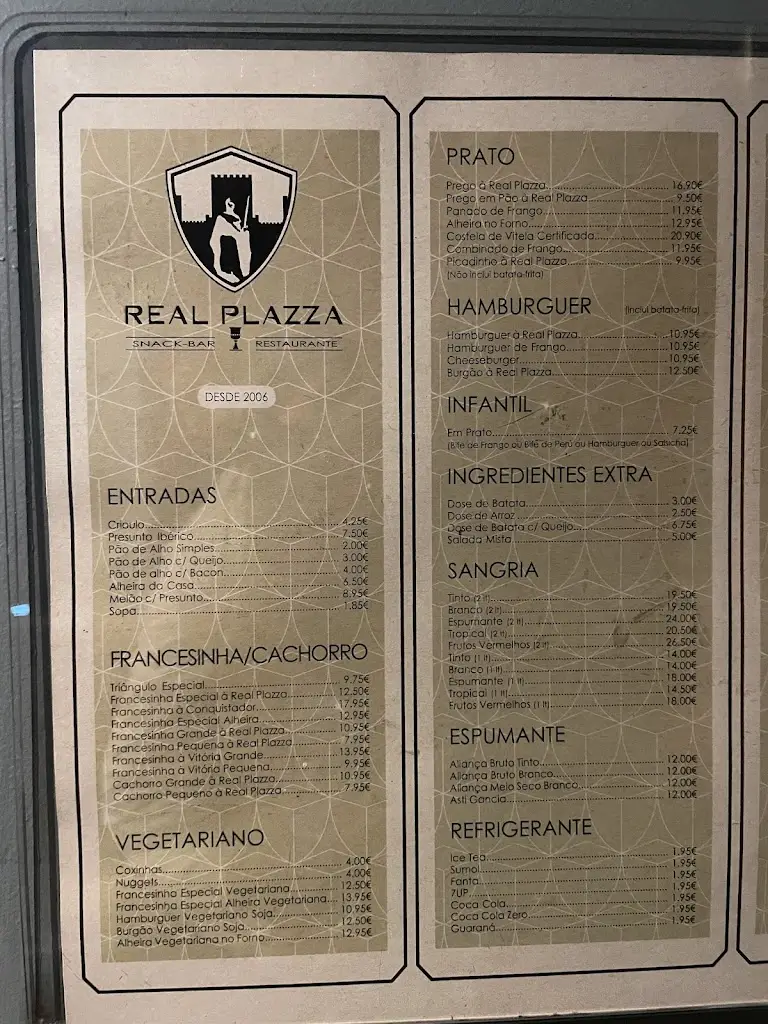 REAL PLAZZA
SNACK-BAR RESTAURANTE
DESDE 2006
ENTRADAS
Crioulo 4.25€
Presunto Ibérico 7.50€
Pão de Alho Simples 2.00€
Pão de Alho c/ Queijo 3.00€
Pão de alho c/ Bacon 4.00€
Alheira da Casa 6.50€
Melão c/ Presunto 8.95€
Sopa 1.85€
FRANCESINHA/CACHORRO
Triângulo Especial 9.75€
Francesinha Especial à Real Plazza 12.50€
Francesinha à Conquistador 17.95€
Francesinha Especial Alheira 12.95€
Francesinha Grande à Real Plazza 10.95€
Francesinha Pequena à Real Plazza 7.95€
Francesinha à Vitória Grande 13.95€
Francesinha à Vitória Pequena 9.95€
Cachorro Grande à Real Plazza 10.95€
Cachorro Pequeno à Real Plazza 7.95€
VEGETARIANO
Coxinhas 4.00€
Nuggets 4.00€
Francesinha Especial Vegetariana 12.50€
Francesinha Especial Alheira Vegetariana 13.95€
Hamburguer Vegetariano Soja 10.95€
Burgão Vegetariano Soja 12.50€
Alheira Vegetariana no Forno 12.95€
PRATO
Prego à Real Plazza 16.90€
Prego em Pão à Real Plazza 9.50€
Panado de Frango 11.95€
Alheira no Forno 12.95€
Costela de Vitela Certificada 20.90€
Combinado de Frango 11.95€
Picadinho à Real Plazza 9.95€
(Não inclui batata-frita)
HAMBURGUER (Inclui batata-frita)
Hamburguer à Real Plazza 10.95€
Hamburguer de Frango 10.95€
Cheeseburger 10.95€
Burgão à Real Plazza 12.50€
INFANTIL
Em Prato 7.25€
(Bife de Frango ou Bife de Perú ou Hamburguer ou Salsicha)
INGREDIENTES EXTRA
Dose de Batata 3.00€
Dose de Arroz 2.50€
Dose de Batata c/ Queijo 6.75€
Salada Mista 5.00€
SANGRIA
Tinto (2 lt) 19.50€
Branco (2 lt) 19.50€
Espumante (2 lt) 24.00€
Tropical (2 lt) 20.50€
Frutos Vermelhos (2 lt) 26.50€
Tinto (1 lt) 14.00€
Branco (1 lt) 14.00€
Espumante (1 lt) 18.00€
Tropical (1 lt) 14.50€
Frutos Vermelhos (1 lt) 18.00€
ESPUMANTE
Aliança Bruto Tinto 12.00€
Aliança Bruto Branco 12.00€
Aliança Meio Seco Branco 12.00€
Asti Gancia 12.00€
REFRIGERANTE
Ice Tea 1.95€
Sumol 1.95€
Fanta 1.95€
7UP 1.95€
Coca Cola 1.95€
Coca Cola Zero 1.95€
Guaraná 1.95€